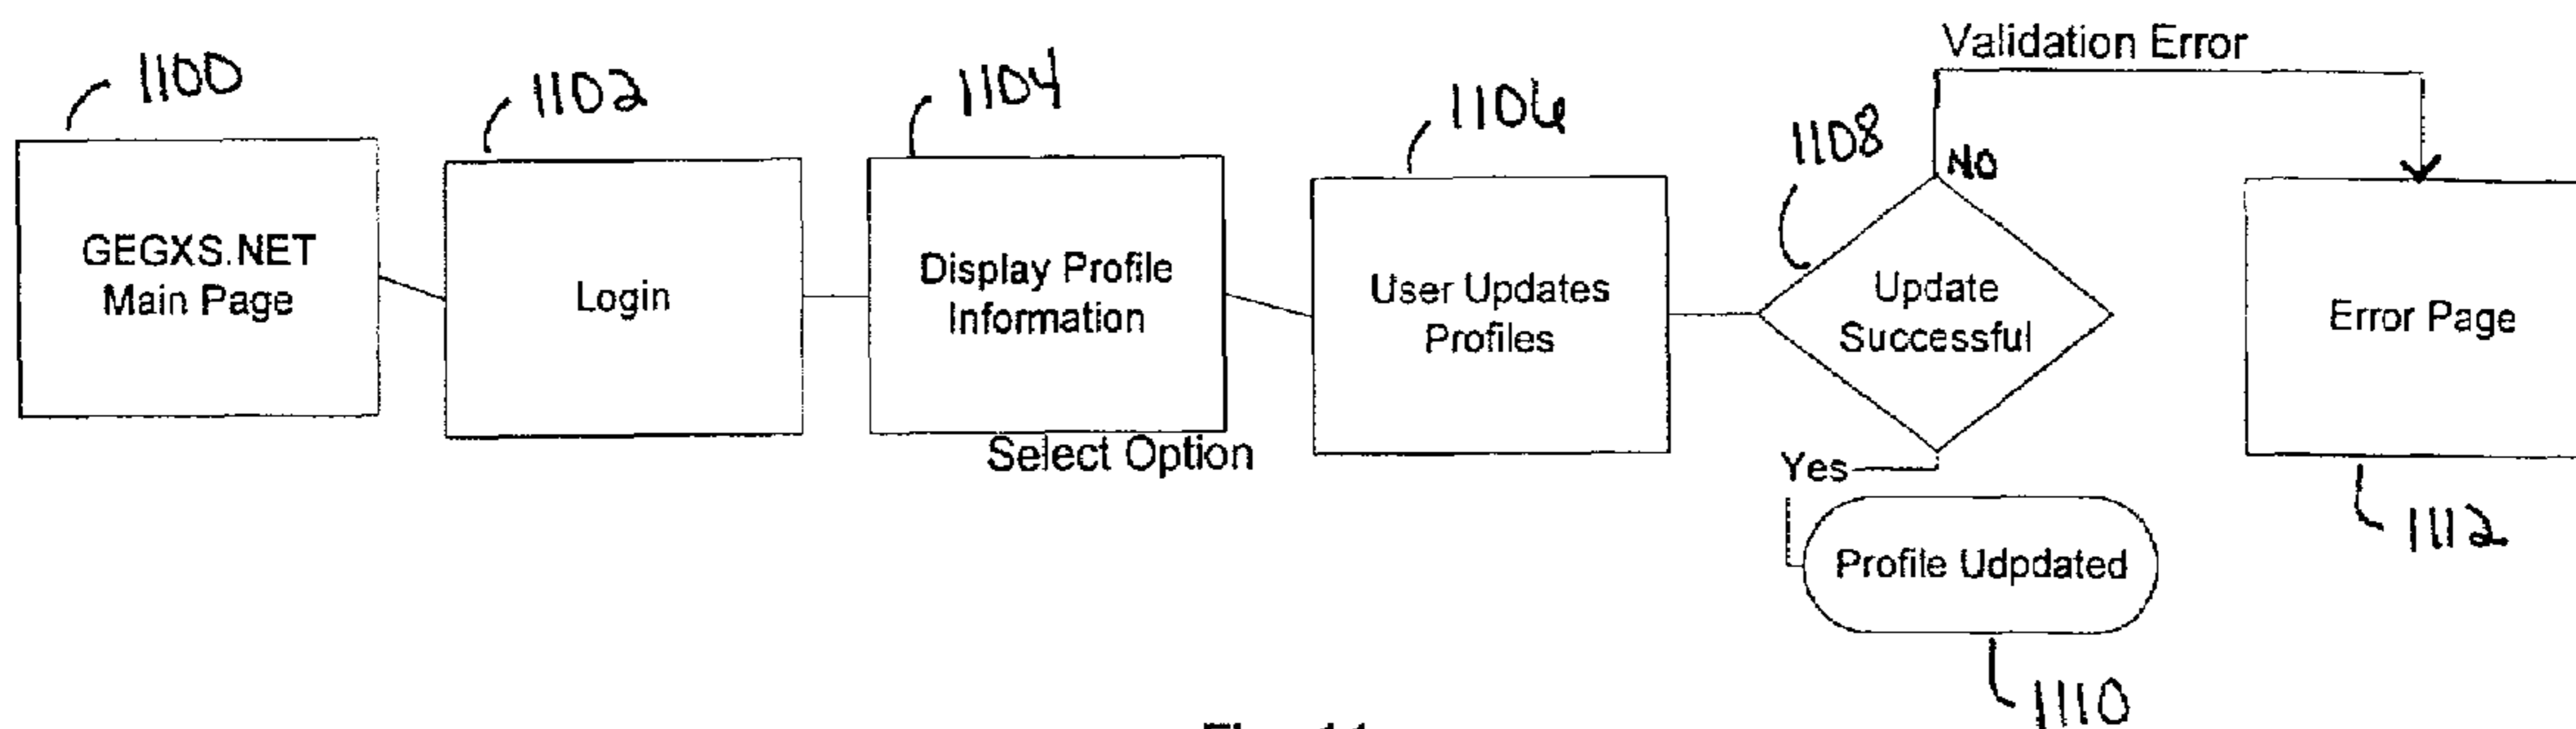 Validation Error
1100
1102
1104
1106
1108
NO
GEGXS.NET
Main Page
Login
Display Profile
Information
User Updates
Profiles
Update
Successful
Error Page
Select Option
Yes
1112
Profile Udpdated
1110